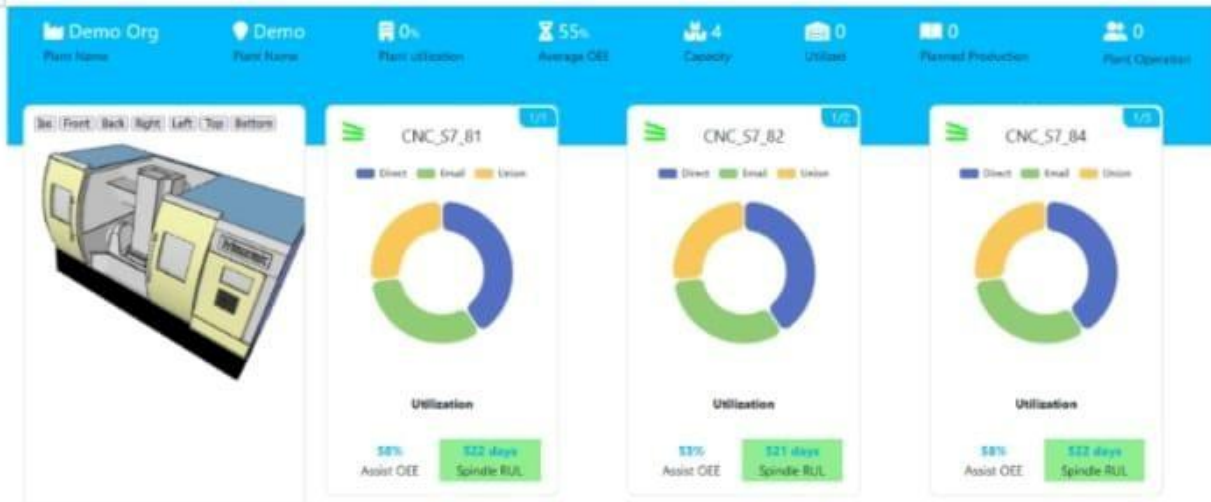 Demo Org
Plant Name
Demo
Plant Name
0%
Plant utilization
55%
Average OEE
4
Capacity
0
Utilized
0
Planned Production
0
Plant Operation
Iso Front Back Right Left Top Bottom
1/1
CNC_S7_81
Direct Email Union
Utilization
58%
Assist OEE
522 days
Spindle RUL
1/2
CNC_S7_82
Direct Email Union
Utilization
53%
Assist OEE
521 days
Spindle RUL
1/3
CNC_S7_84
Direct Email Union
Utilization
58%
Assist OEE
522 days
Spindle RUL